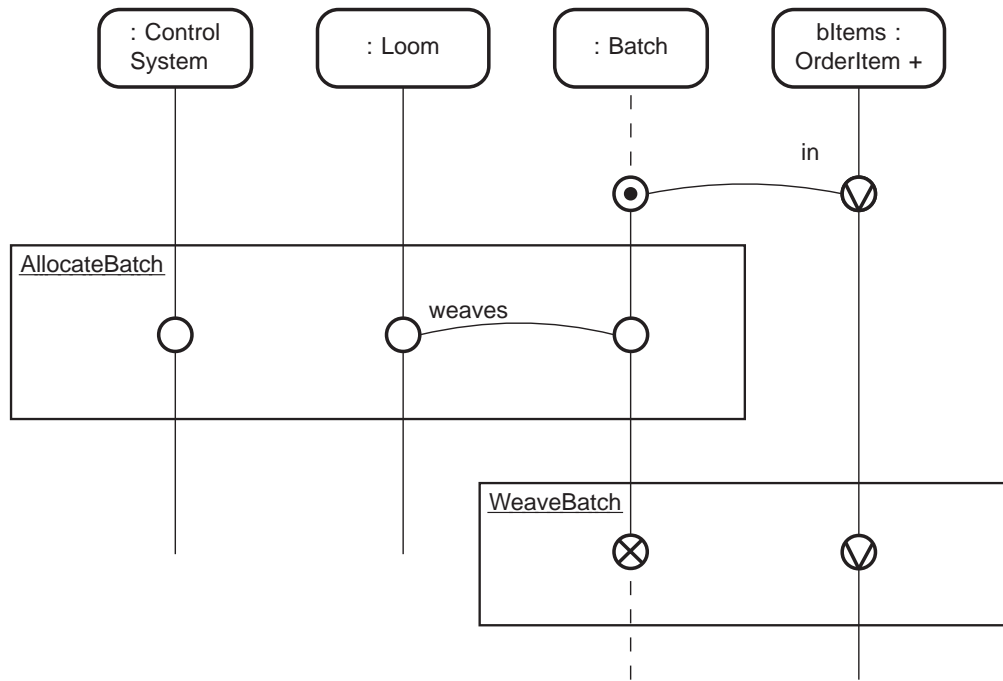 : Control
System
: Loom
: Batch
bItems :
OrderItem +
in
AllocateBatch
weaves
WeaveBatch